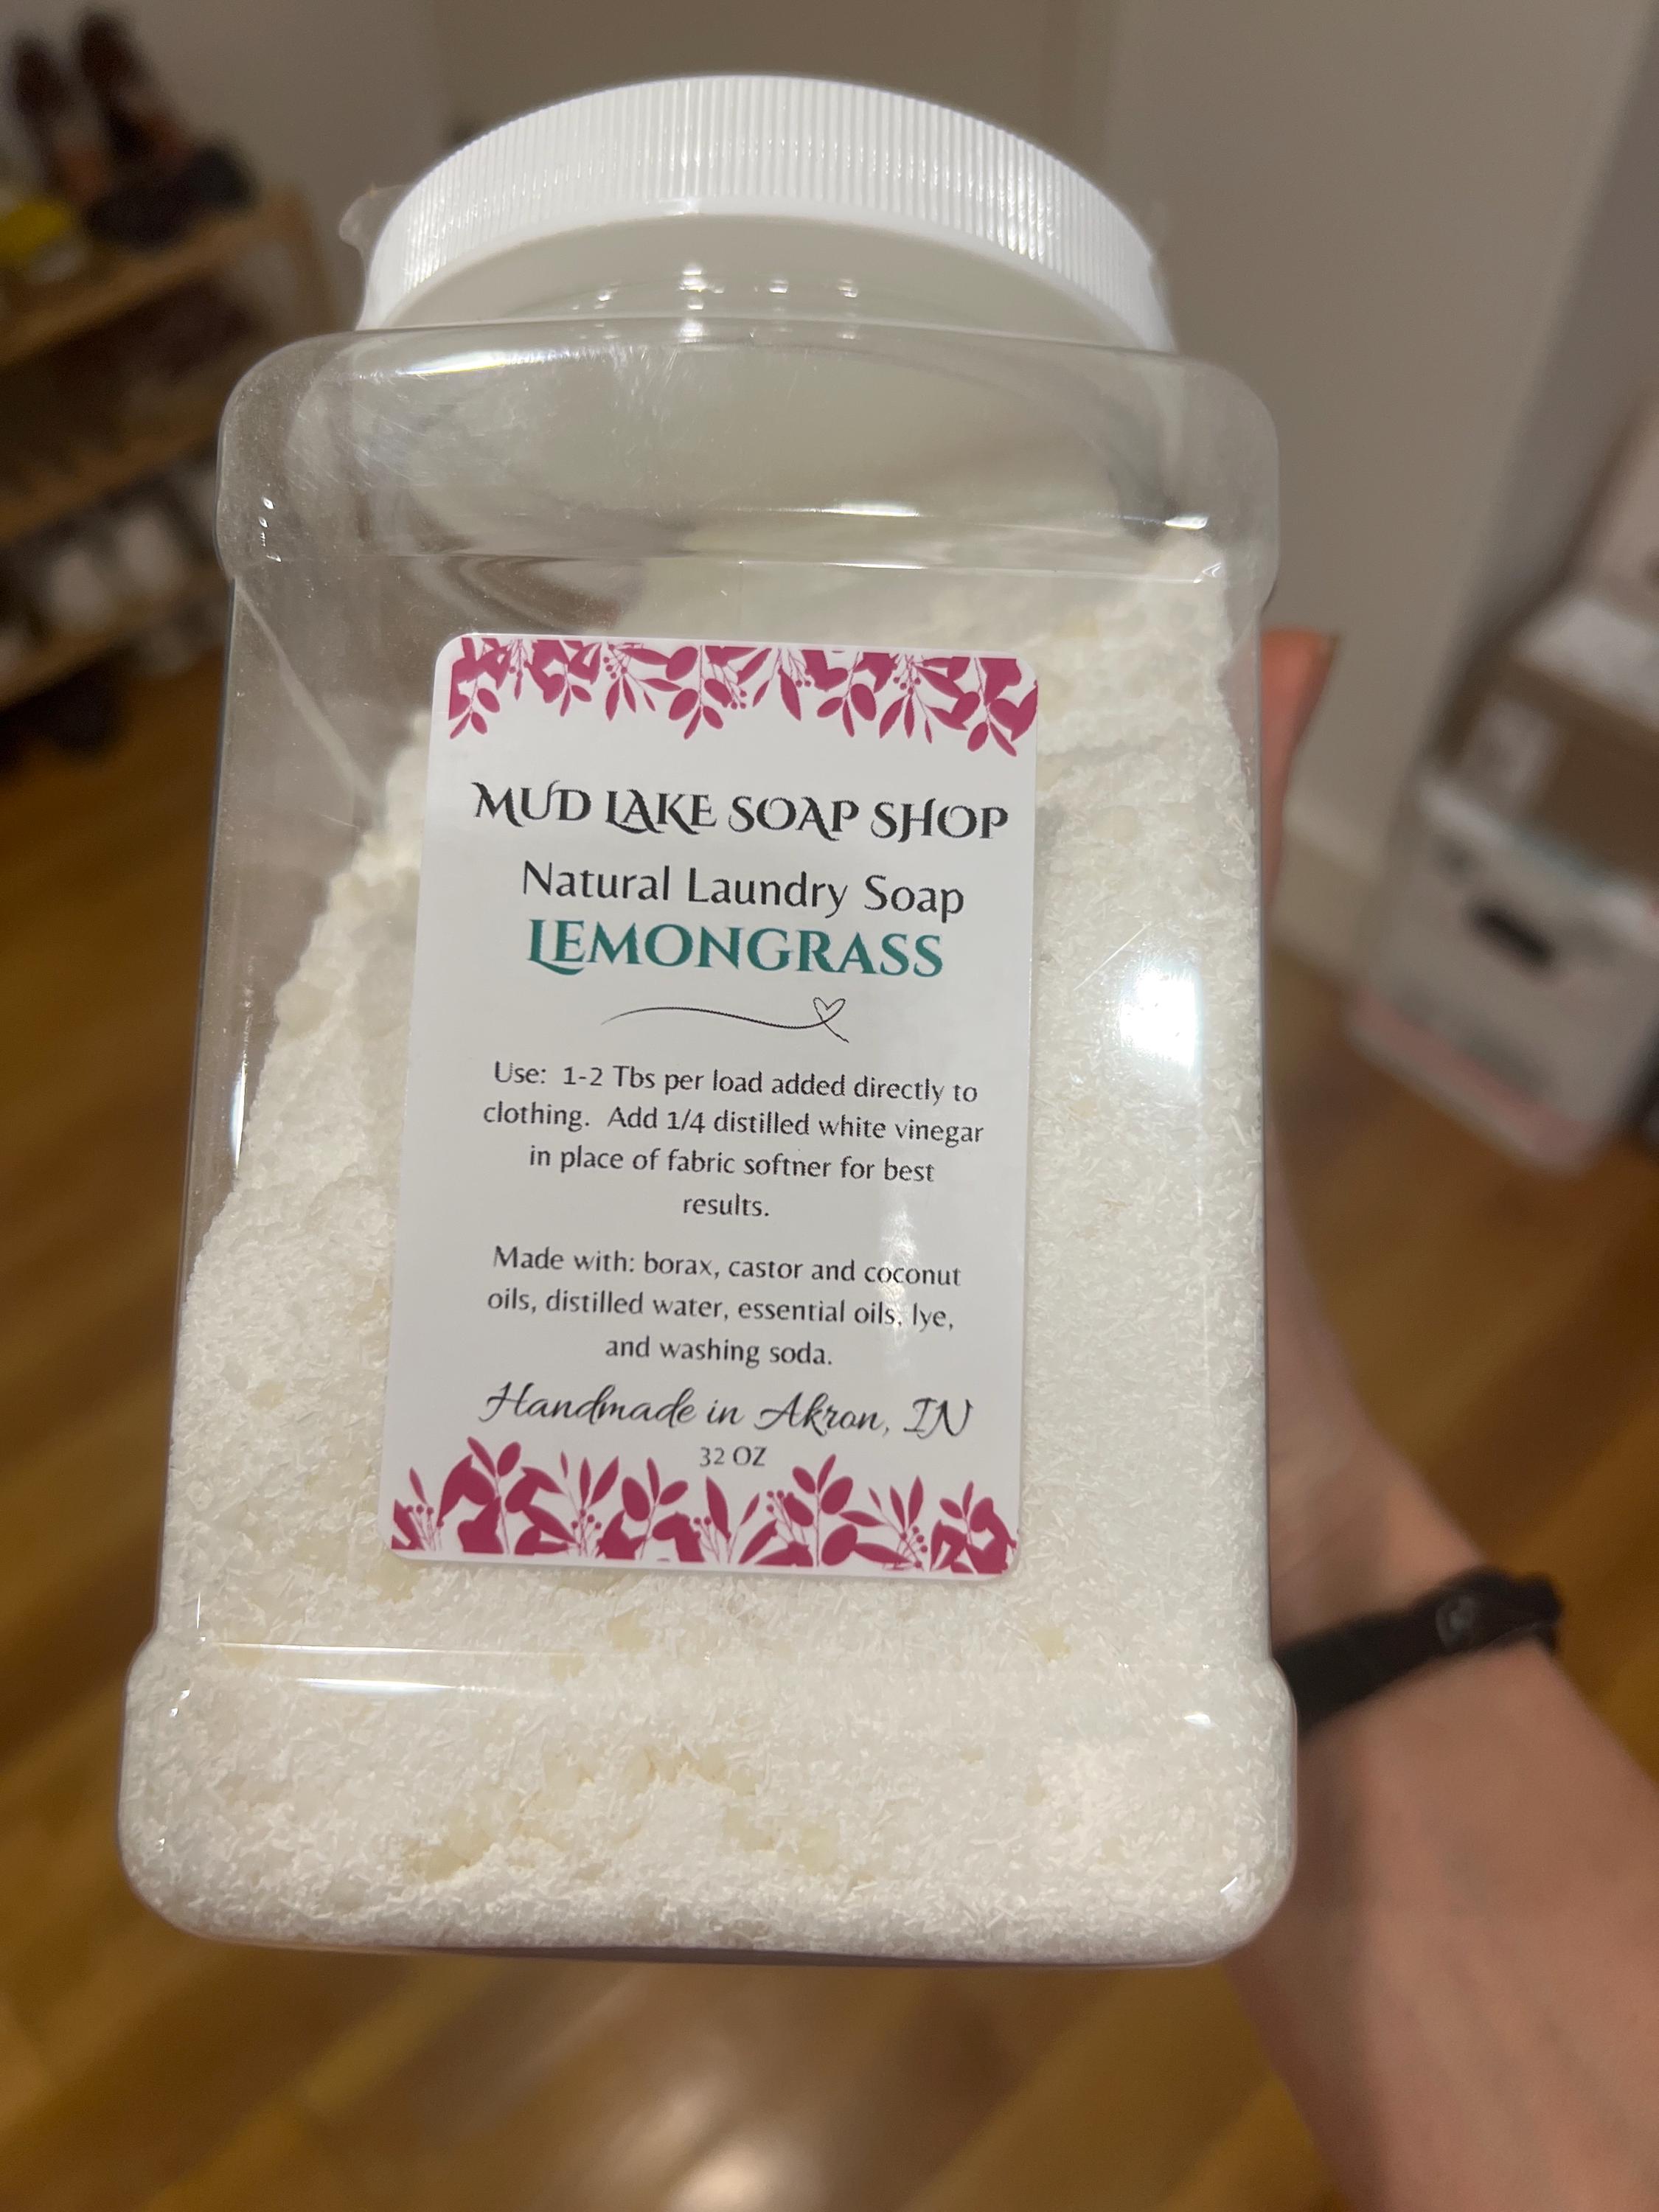 MUD LAKE SOAP SHOP
Natural Laundry Soap
LEMONGRASS
Use: 1-2 Tbs per load added directly to
clothing. Add 1/4 distilled white vinegar
in place of fabric softner for best
results.
Made with: borax, castor and coconut
oils, distilled water, essential oils, lye,
and washing soda.
Handmade in Akron, IN
32 OZ